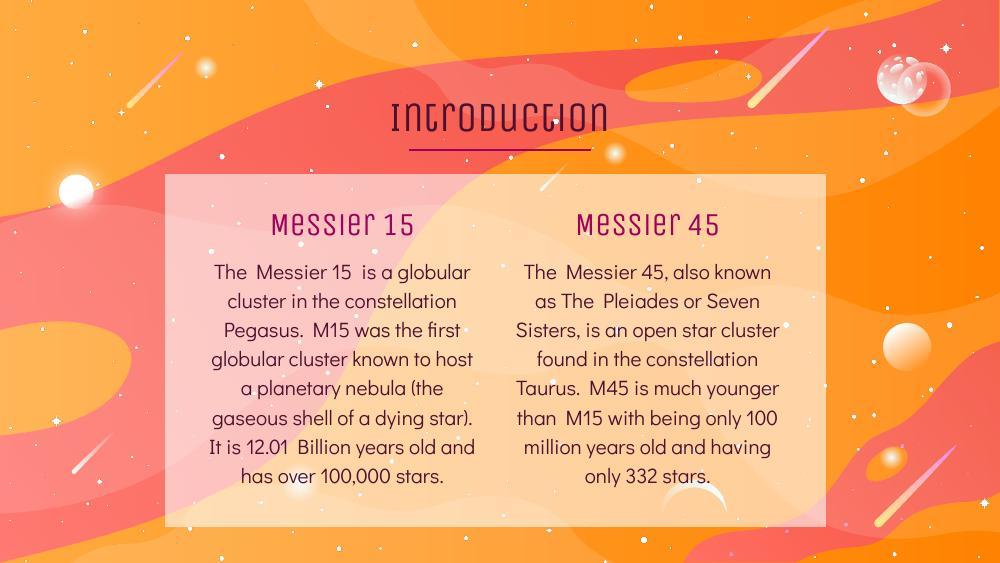 Introduction
Messier 15
The Messier 15 is a globular
cluster in the constellation
Pegasus. M15 was the first
globular cluster known to host
a planetary nebula (the
gaseous shell of a dying star).
It is 12.01 Billion years old and
has over 100,000 stars.
Messier 45
The Messier 45, also known
as The Pleiades or Seven
Sisters, is an open star cluster
found in the constellation
Taurus. M45 is much younger
than M15 with being only 100
million years old and having
only 332 stars.